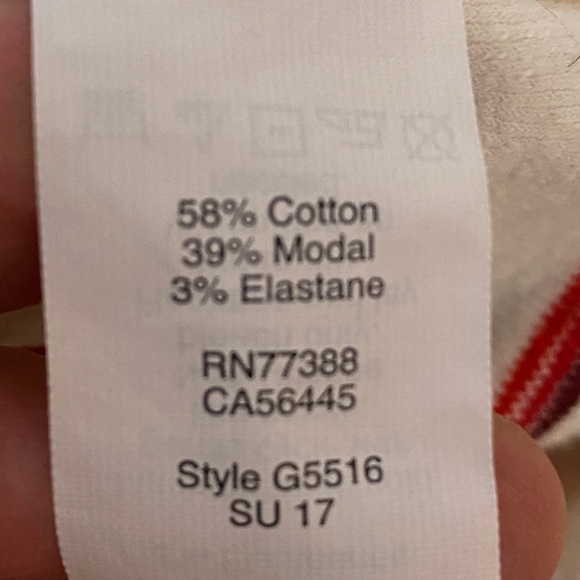 58% Cotton
39% Modal
3% Elastane
RN77388
CA56445
Style G5516
SU 17